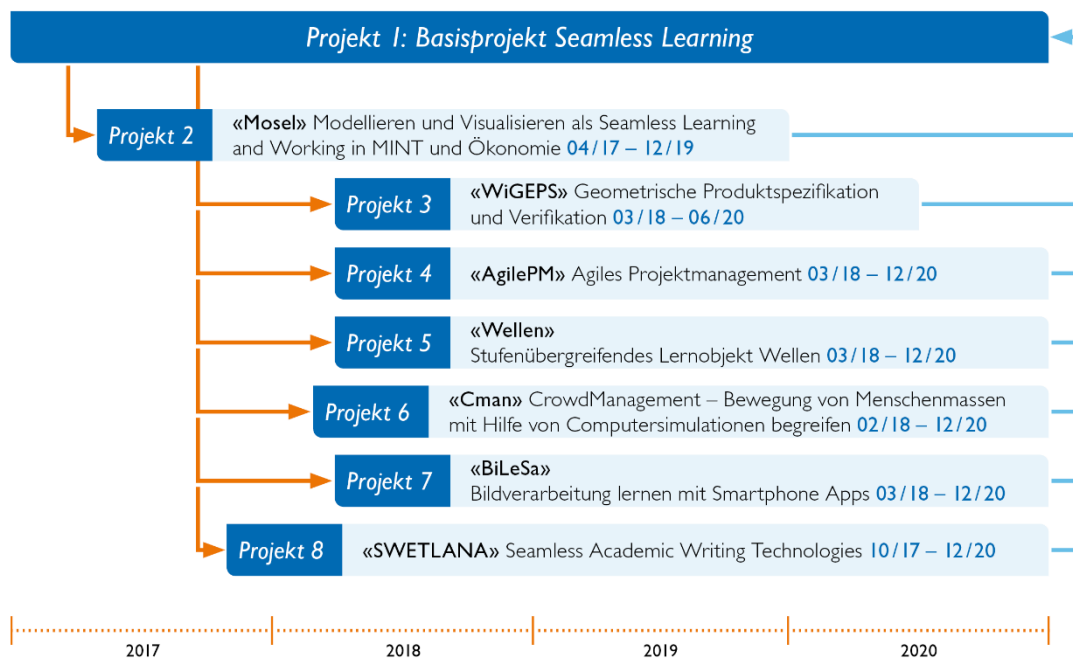 Projekt 1: Basisprojekt Seamless Learning
Projekt 2
«Mosel» Modellieren und Visualisieren als Seamless Learning
and Working in MINT und Ökonomie 04/17 – 12/19
Projekt 3
«WiGEPS» Geometrische Produktspezifikation
und Verifikation 03/18 – 06/20
Projekt 4
«AgilePM» Agiles Projektmanagement 03/18 – 12/20
Projekt 5
«Wellen»
Stufenübergreifendes Lernobjekt Wellen 03/18 – 12/20
Projekt 6
«Cman» CrowdManagement – Bewegung von Menschenmassen
mit Hilfe von Computersimulationen begreifen 02/18 – 12/20
Projekt 7
«BiLeSa»
Bildverarbeitung lernen mit Smartphone Apps 03/18 – 12/20
Projekt 8
«SWETLANA» Seamless Academic Writing Technologies 10/17 – 12/20
2017 2018 2019 2020